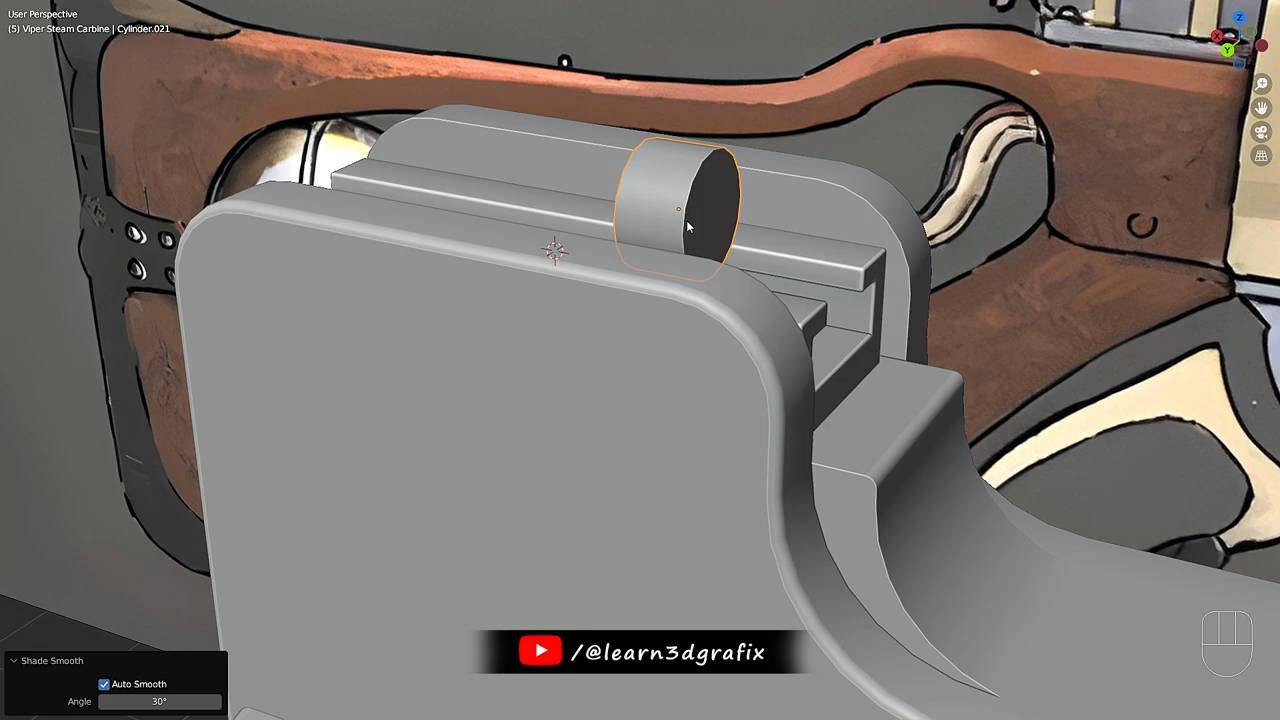 User Perspective
(5) Viper Steam Carbine | Cylinder.021
Z
X
Y
/@learn3dgrafix
Shade Smooth
Auto Smooth
Angle 30°